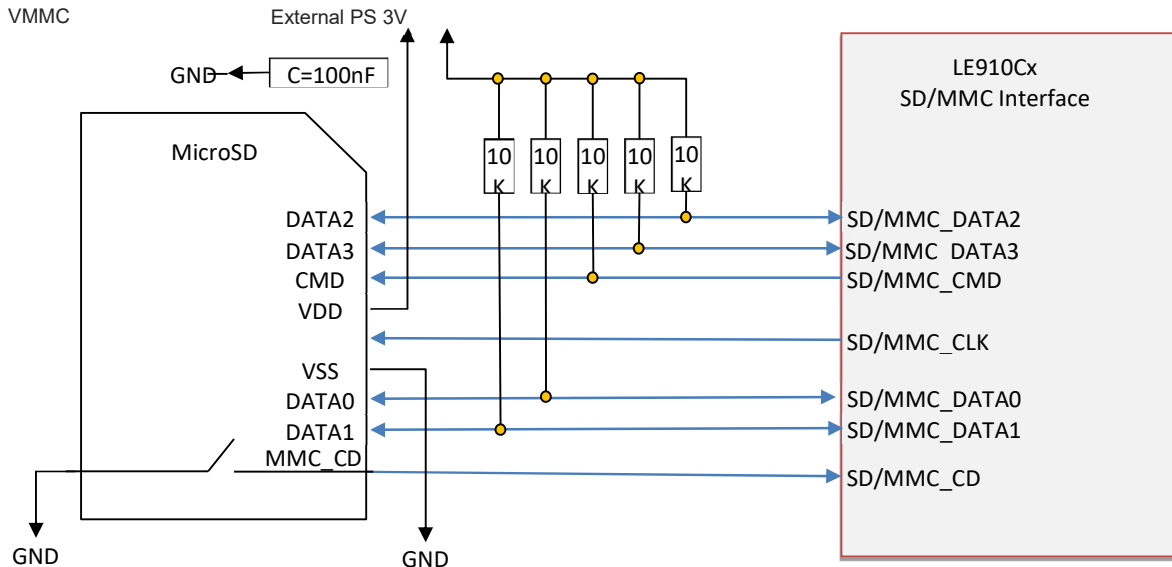 VMMC
External PS 3V
GND
C=100nF
LE910Cx
SD/MMC Interface
MicroSD
10
K
10
K
10
K
10
K
10
K
DATA2
SD/MMC_DATA2
DATA3
SD/MMC DATA3
CMD
SD/MMC_CMD
VDD
SD/MMC_CLK
VSS
DATA0
SD/MMC_DATA0
DATA1
SD/MMC_DATA1
MMC_CD
SD/MMC_CD
GND
GND